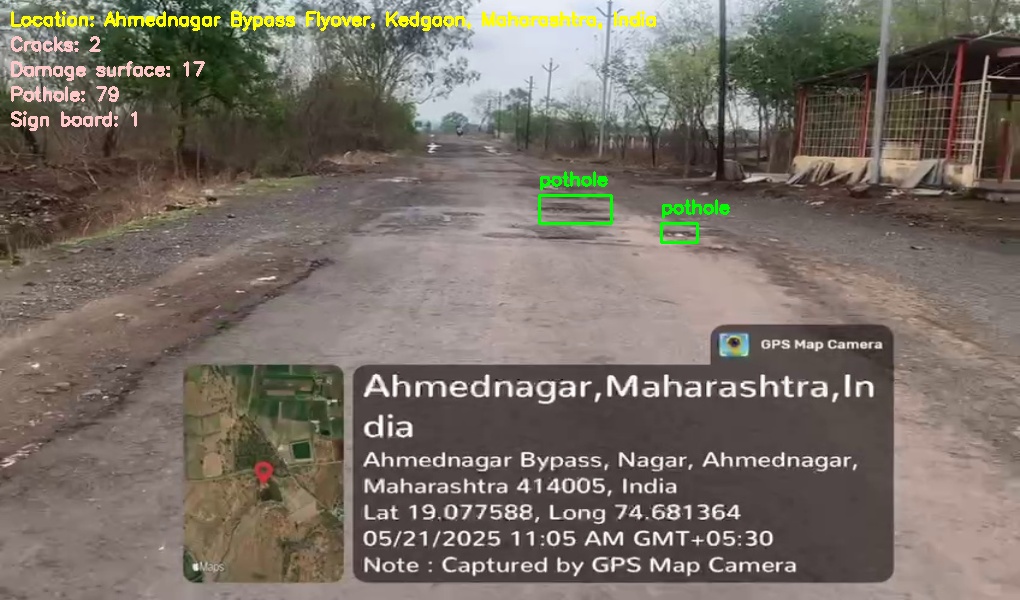 Location: Ahmednagar Bypass Flyover, Kedgaon, Maharashtra, India
Cracks: 2
Damage surface: 17
Pothole: 79
Sign board: 1
pothole
pothole
GPS Map Camera
Ahmednagar,Maharashtra,In
dia
Ahmednagar Bypass, Nagar, Ahmednagar,
Maharashtra 414005, India
Lat 19.077588, Long 74.681364
05/21/2025 11:05 AM GMT+05:30
Note : Captured by GPS Map Camera
Maps